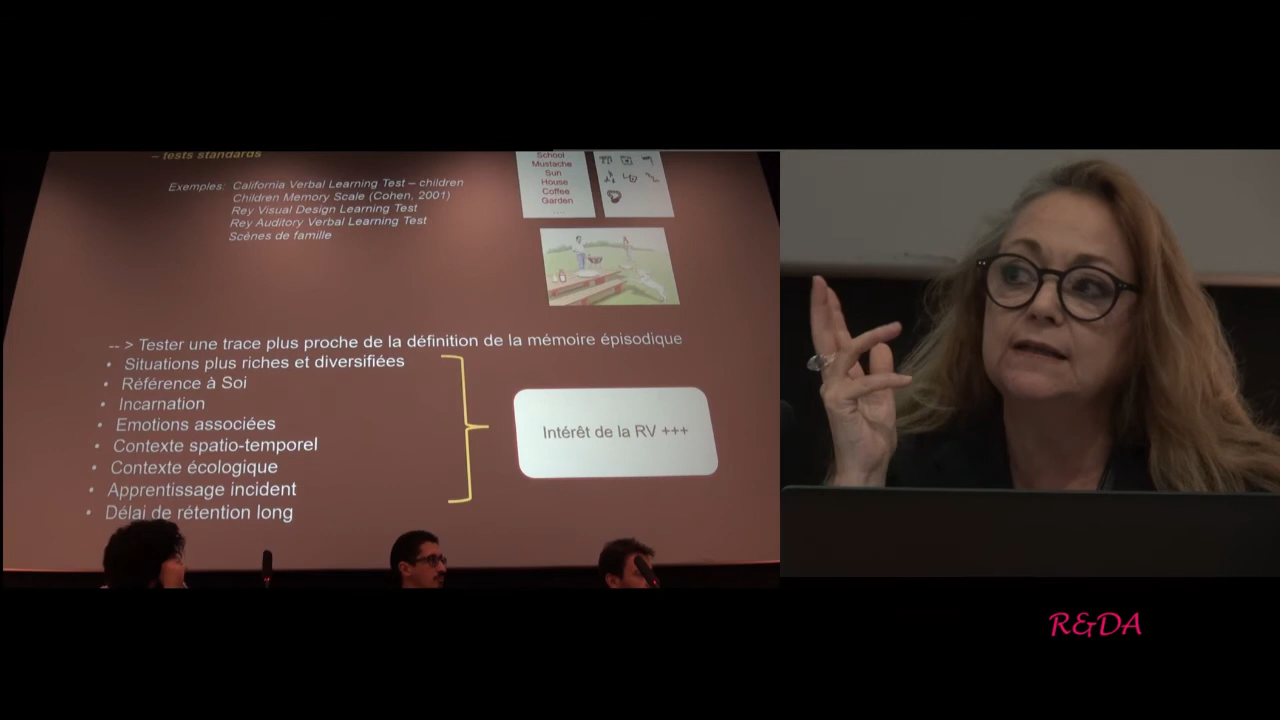 – tests standards
Exemples: California Verbal Learning Test – children
Children Memory Scale (Cohen, 2001)
Rey Visual Design Learning Test
Rey Auditory Verbal Learning Test
Scènes de famille
School
Mustache
Sun
House
Coffee
Garden
....
-- > Tester une trace plus proche de la définition de la mémoire épisodique
• Situations plus riches et diversifiées
• Référence à Soi
• Incarnation
• Emotions associées
• Contexte spatio-temporel
• Contexte écologique
• Apprentissage incident
• Délai de rétention long
Intérêt de la RV +++
R&DA